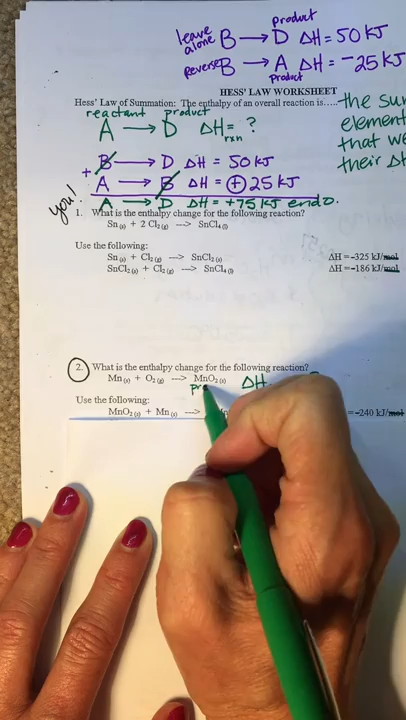 product
leave alone B → D ΔH = 50 KJ
reverse B → A ΔH = -25 KJ
product
HESS' LAW WORKSHEET
Hess' Law of Summation: The enthalpy of an overall reaction is..... the sum
reactant product
A → D ΔHrxn = ?
element
that we
their Δ
+ B → D ΔH = 50 KJ
A → B ΔH = + 25 KJ
you! A → D ΔH = +75 KJ endo.
1. What is the enthalpy change for the following reaction?
Sn (s) + 2 Cl2 (g) ---> SnCl4 (l)
Use the following:
Sn (s) + Cl2 (g) ---> SnCl2 (s) ΔH = -325 kJ/mol
SnCl2 (s) + Cl2 (g) ---> SnCl4 (l) ΔH = -186 kJ/mol
2. What is the enthalpy change for the following reaction?
Mn (s) + O2 (g) ---> MnO2 (s) ΔH
pr
Use the following:
MnO2 (s) + Mn (s) ---> = -240 kJ/mol